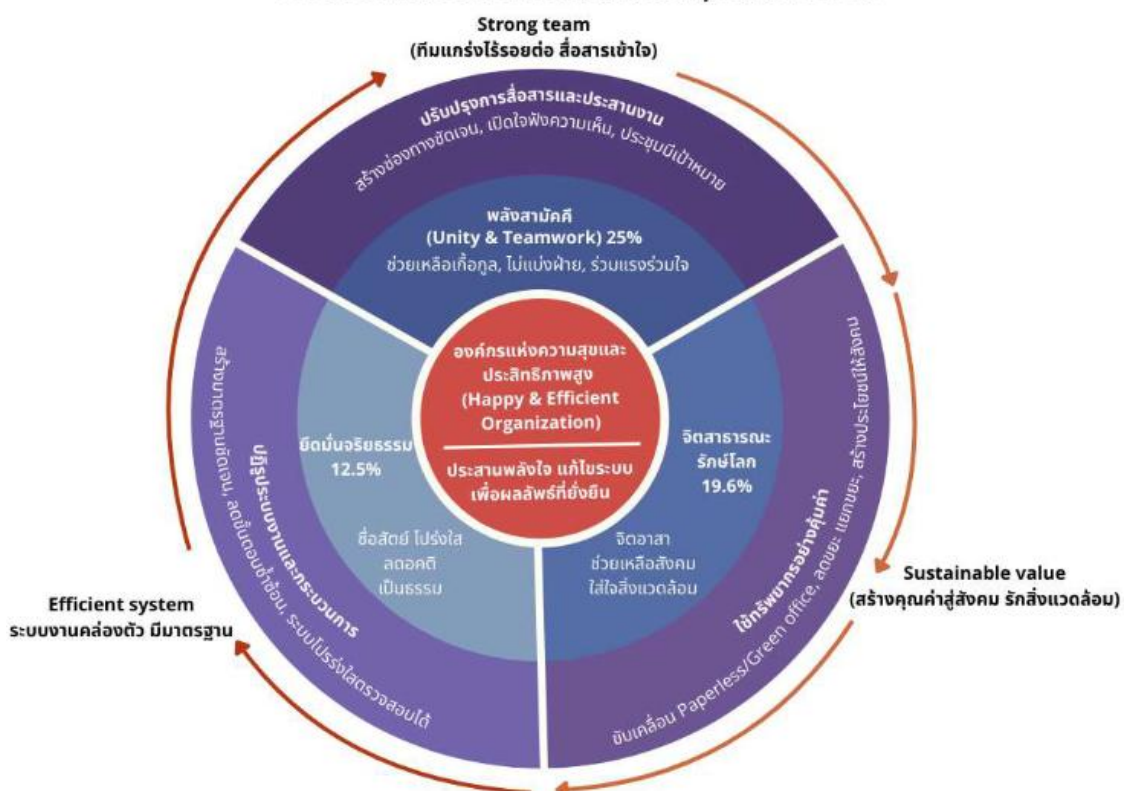 Strong team
(ทีมแกร่งไร้รอยต่อ สื่อสารเข้าใจ)
ปรับปรุงการสื่อสารและประสานงาน
สร้างช่องทางชัดเจน, เปิดใจฟังความเห็น, ประชุมมีเป้าหมาย
พลังสามัคคี
(Unity & Teamwork) 25%
ช่วยเหลือเกื้อกูล, ไม่แบ่งฝ่าย, ร่วมแรงร่วมใจ
องค์กรแห่งความสุขและ
ประสิทธิภาพสูง
(Happy & Efficient
Organization)
ประสานพลังใจ แก้ไขระบบ
เพื่อผลลัพธ์ที่ยั่งยืน
ยึดมั่นจริยธรรม
12.5%
ซื่อสัตย์ โปร่งใส
ลดอคติ
เป็นธรรม
จิตสาธารณะ
รักษ์โลก
19.6%
จิตอาสา
ช่วยเหลือสังคม
ใส่ใจสิ่งแวดล้อม
ปฏิรูประบบงานและกระบวนการ
สร้างมาตรฐานชัดเจน, ลดขั้นตอนซ้ำซ้อน, ระบบโปร่งใสตรวจสอบได้
ใช้ทรัพยากรอย่างคุ้มค่า
ขับเคลื่อน Paperless/Green office, ลดขยะ แยกขยะ, สร้างประโยชน์ให้สังคม
Efficient system
ระบบงานคล่องตัว มีมาตรฐาน
Sustainable value
(สร้างคุณค่าสู่สังคม รักสิ่งแวดล้อม)